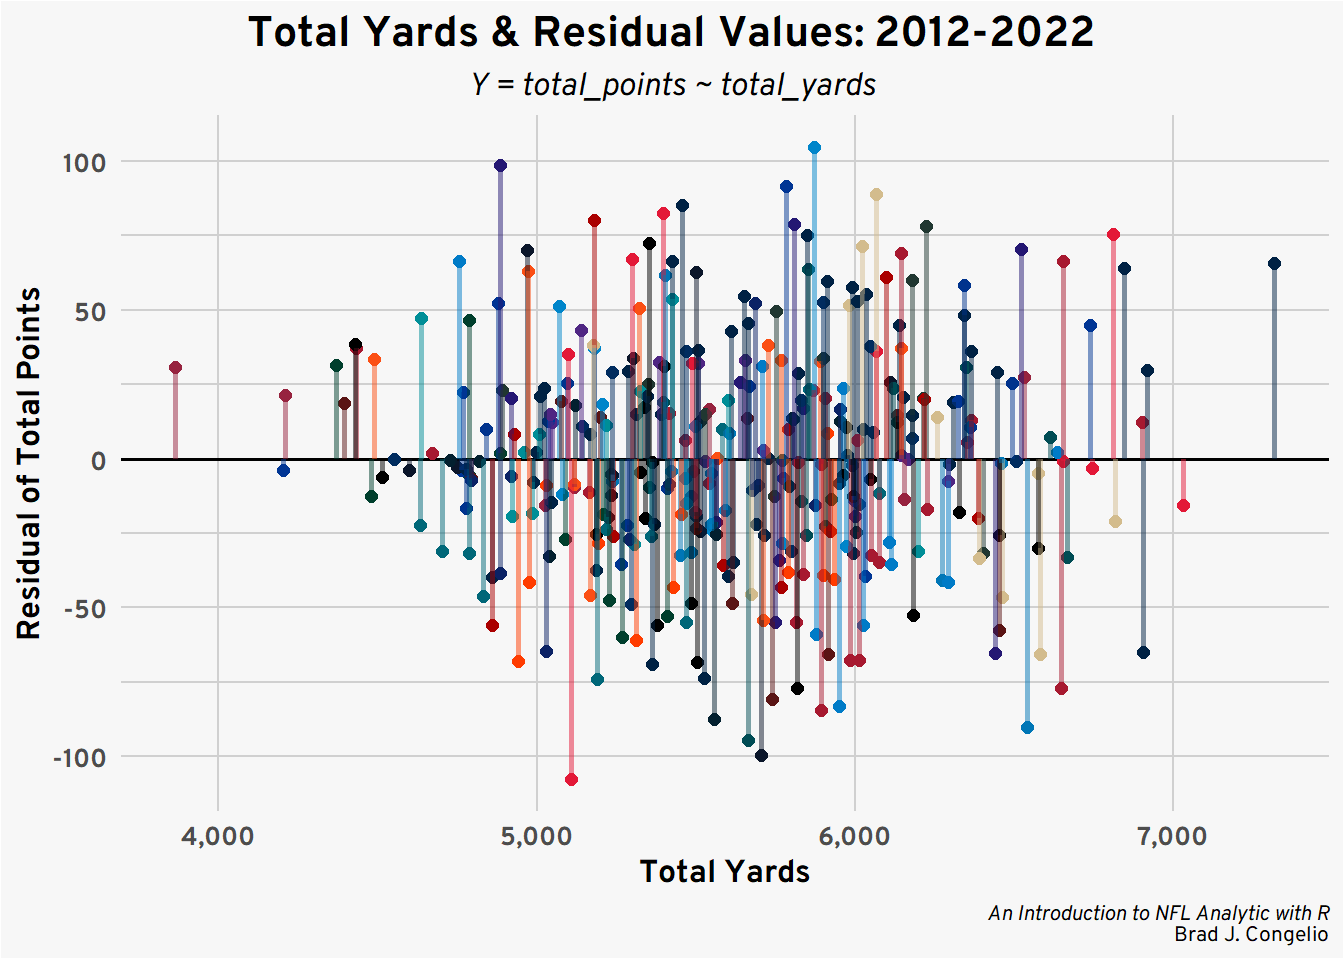 Total Yards & Residual Values: 2012-2022
Y = total_points ~ total_yards
Residual of Total Points
100
50
0
-50
-100
4,000 5,000 6,000 7,000
Total Yards
An Introduction to NFL Analytic with R
Brad J. Congelio